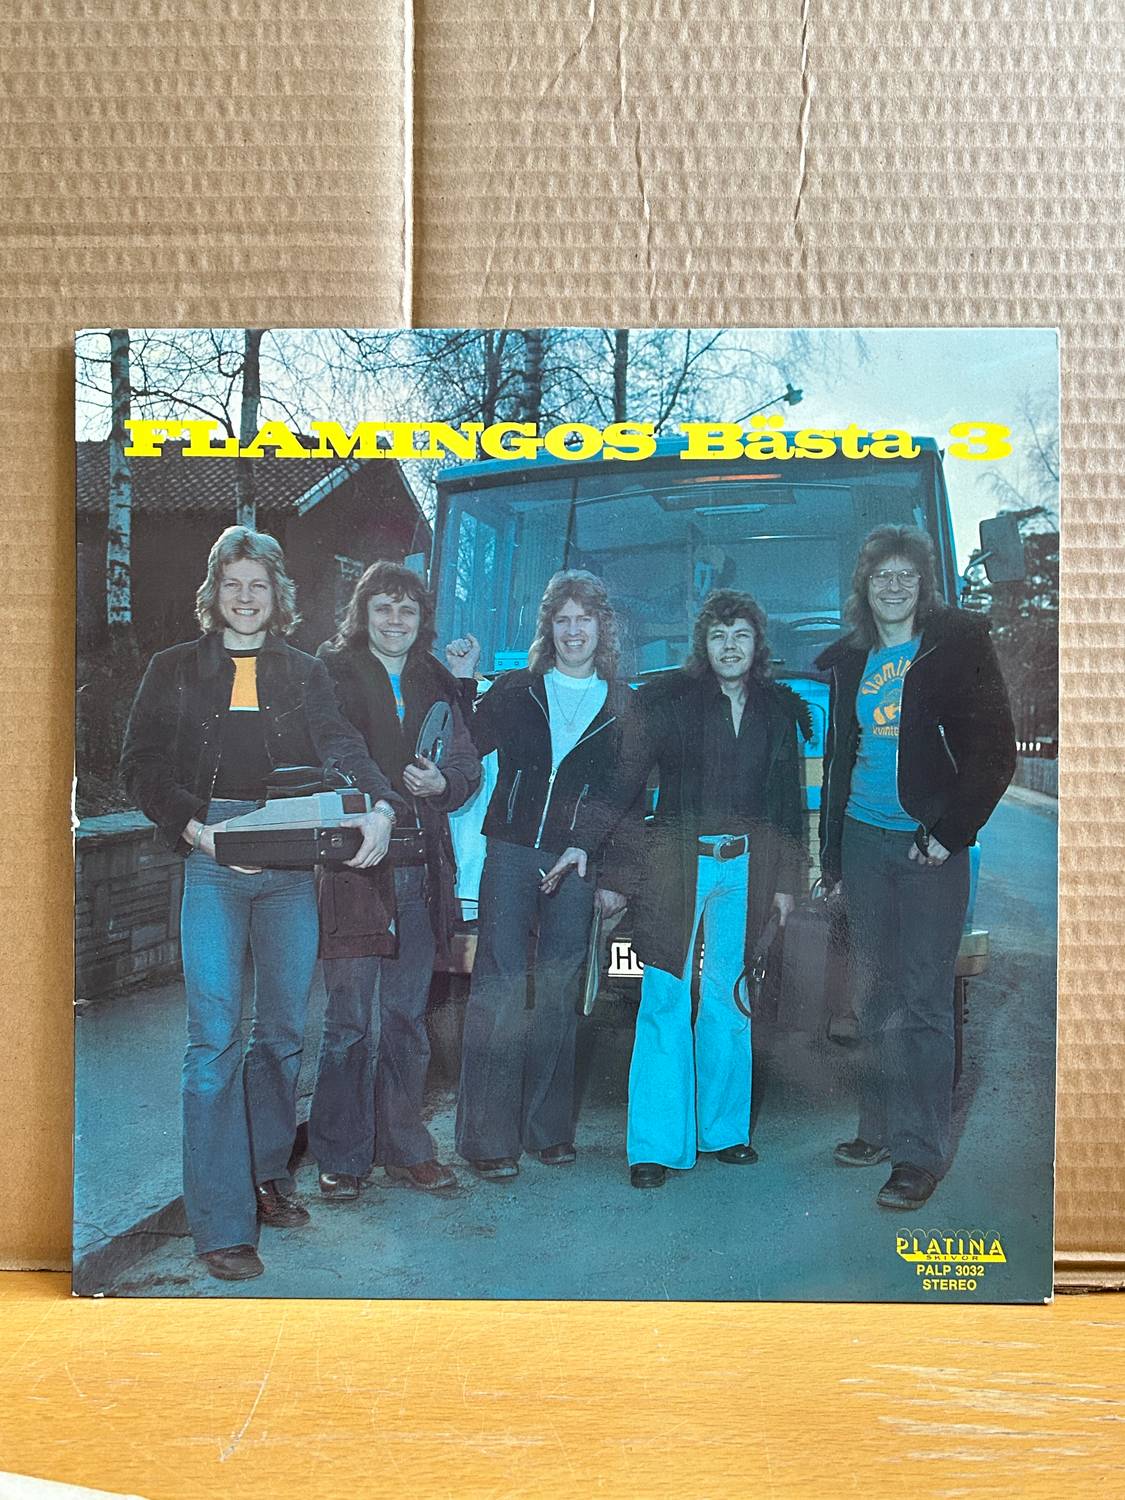 FLAMINGOS Bästa 3
PLATINA
SKIVOR
PALP 3032
STEREO